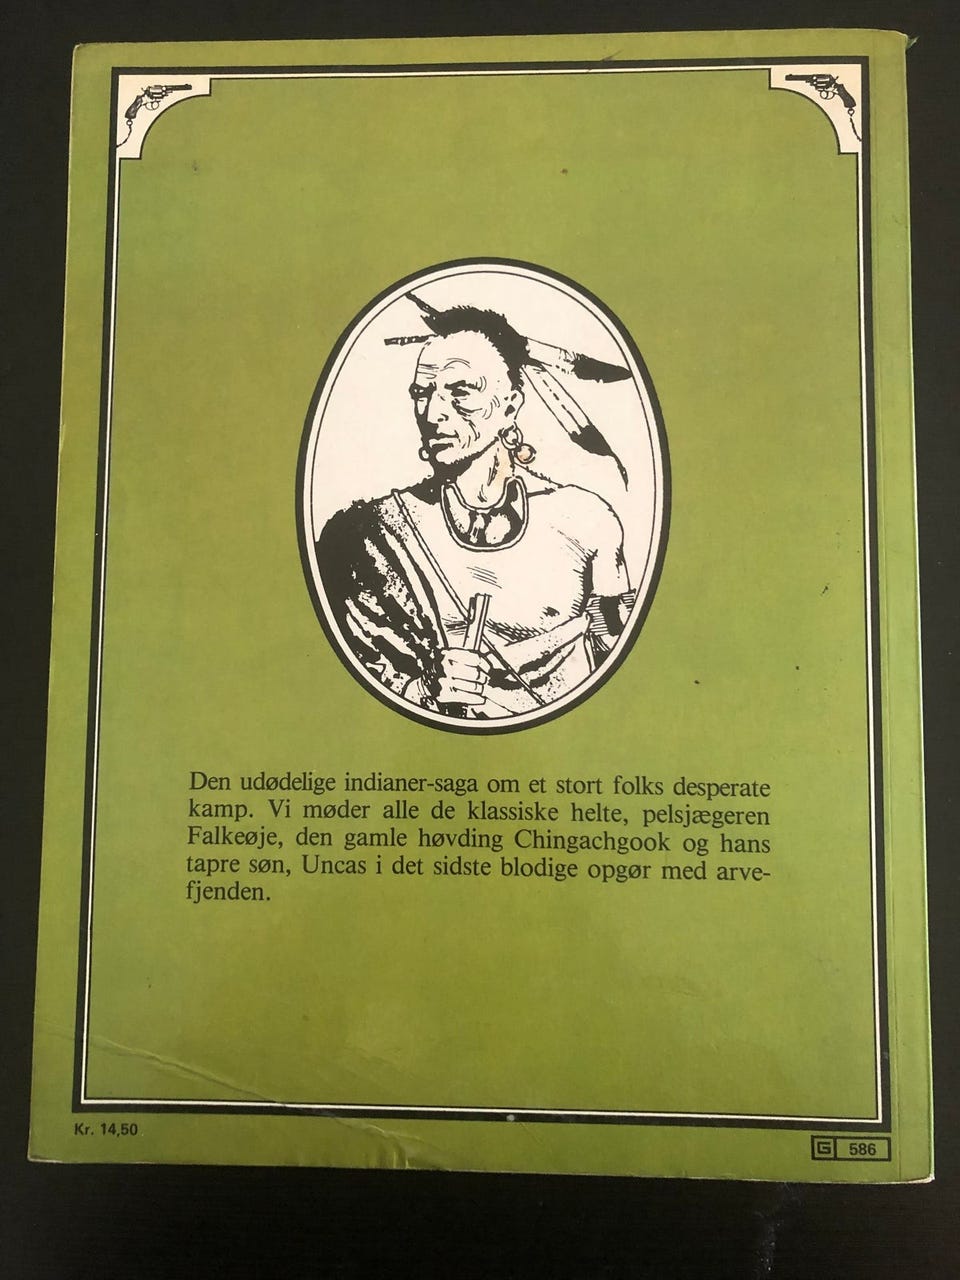 Den udødelige indianer-saga om et stort folks desperate
kamp. Vi møder alle de klassiske helte, pelsjægeren
Falkeøje, den gamle høvding Chingachgook og hans
tapre søn, Uncas i det sidste blodige opgør med arve-
fjenden.
Kr. 14,50
G 586